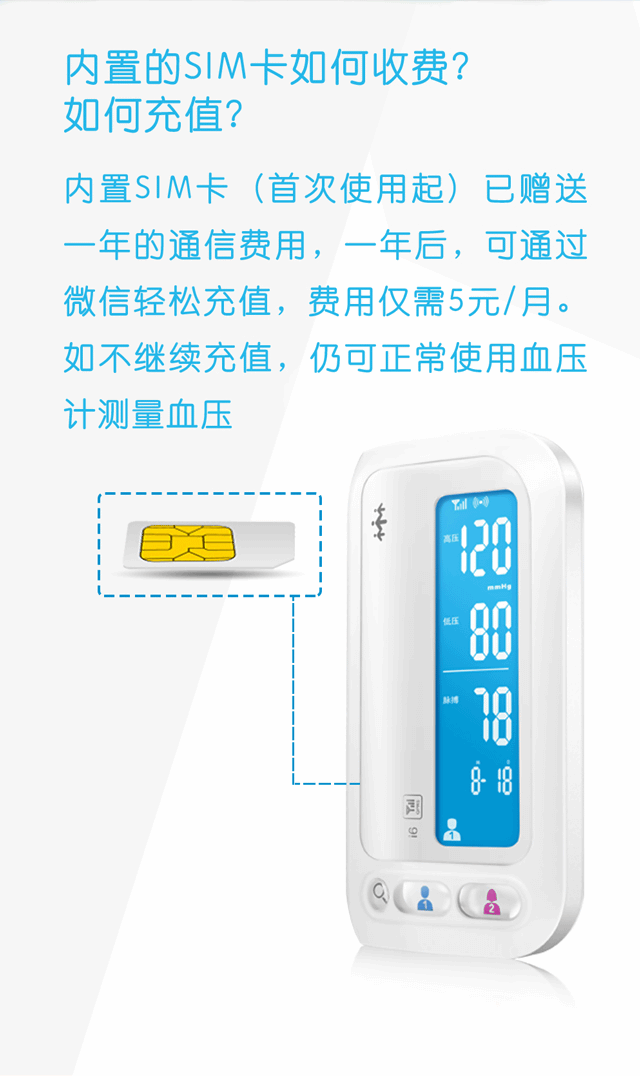 内置的SIM卡如何收费?
如何充值?
内置SIM卡（首次使用起）已赠送
一年的通信费用，一年后，可通过
微信轻松充值，费用仅需5元/月。
如不继续充值，仍可正常使用血压
计测量血压
高压
120
mmHg
低压
80
脉搏
78
8-18
1
GPRS
i6
1
2